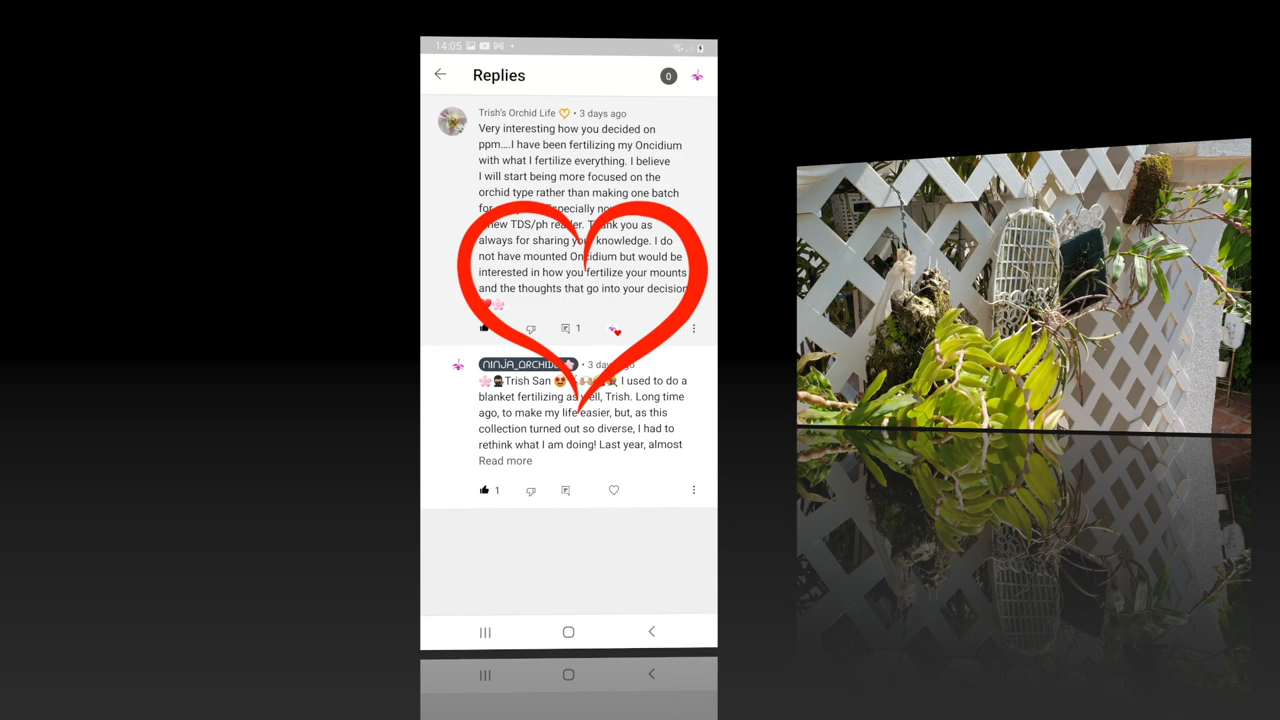 14:05
Replies
0
Trish's Orchid Life 💛 • 3 days ago
Very interesting how you decided on
ppm....I have been fertilizing my Oncidium
with what I fertilize everything. I believe
I will start being more focused on the
orchid type rather than making one batch
for Especially
new TDS/ph reader. Thank you as
always for sharing your knowledge. I do
not have mounted Oncidium but would be
interested in how you fertilize your mounts
and the thoughts that go into your decision
❤️🌸
1
NINJA_ORCHIDS • 3 days ago
🌸🥷Trish San 😍 I used to do a
blanket fertilizing as well, Trish. Long time
ago, to make my life easier, but, as this
collection turned out so diverse, I had to
rethink what I am doing! Last year, almost
Read more
1